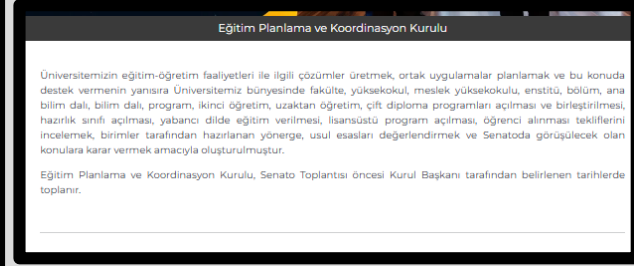 Eğitim Planlama ve Koordinasyon Kurulu
Üniversitemizin eğitim-öğretim faaliyetleri ile ilgili çözümler üretmek, ortak uygulamalar planlamak ve bu konuda
destek vermenin yanısıra Üniversitemiz bünyesinde fakülte, yüksekokul, meslek yüksekokulu, enstitü, bölüm, ana
bilim dalı, bilim dalı, program, ikinci öğretim, uzaktan öğretim, çift diploma programları açılması ve birleştirilmesi,
hazırlık sınıfı açılması, yabancı dilde eğitim verilmesi, lisansüstü program açılması, öğrenci alınması tekliflerini
incelemek, birimler tarafından hazırlanan yönerge, usul esasları değerlendirmek ve Senatoda görüşülecek olan
konulara karar vermek amacıyla oluşturulmuştur.
Eğitim Planlama ve Koordinasyon Kurulu, Senato Toplantısı öncesi Kurul Başkanı tarafından belirlenen tarihlerde
toplanır.